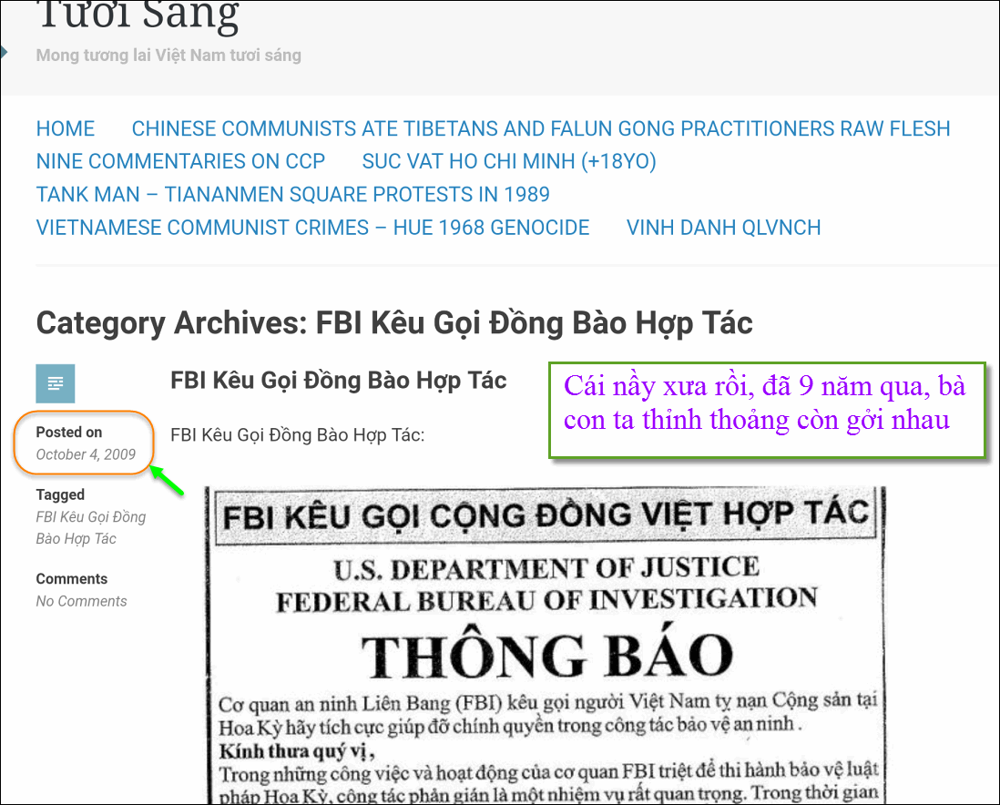 Tươi Sáng
Mong tương lai Việt Nam tươi sáng
HOME CHINESE COMMUNISTS ATE TIBETANS AND FALUN GONG PRACTITIONERS RAW FLESH
NINE COMMENTARIES ON CCP SUC VAT HO CHI MINH (+18YO)
TANK MAN – TIANANMEN SQUARE PROTESTS IN 1989
VIETNAMESE COMMUNIST CRIMES – HUE 1968 GENOCIDE VINH DANH QLVNCH
Category Archives: FBI Kêu Gọi Đồng Bào Hợp Tác
FBI Kêu Gọi Đồng Bào Hợp Tác
Cái nầy xưa rồi, đã 9 năm qua, bà
con ta thỉnh thoảng còn gởi nhau
Posted on
October 4, 2009
FBI Kêu Gọi Đồng Bào Hợp Tác:
Tagged
FBI Kêu Gọi Đồng
Bào Hợp Tác
Comments
No Comments
FBI KÊU GỌI CỘNG ĐỒNG VIỆT HỢP TÁC
U.S. DEPARTMENT OF JUSTICE
FEDERAL BUREAU OF INVESTIGATION
THÔNG BÁO
Cơ quan an ninh Liên Bang (FBI) kêu gọi người Việt Nam tỵ nạn Cộng sản tại
Hoa Kỳ hãy tích cực giúp đỡ chính quyền trong công tác bảo vệ an ninh .
Kính thưa quý vị,
Trong những công việc và hoạt động của cơ quan FBI triệt để thi hành bảo vệ luật
pháp Hoa Kỳ, công tác phản gián là một nhiệm vụ rất quan trọng. Trong thời gian